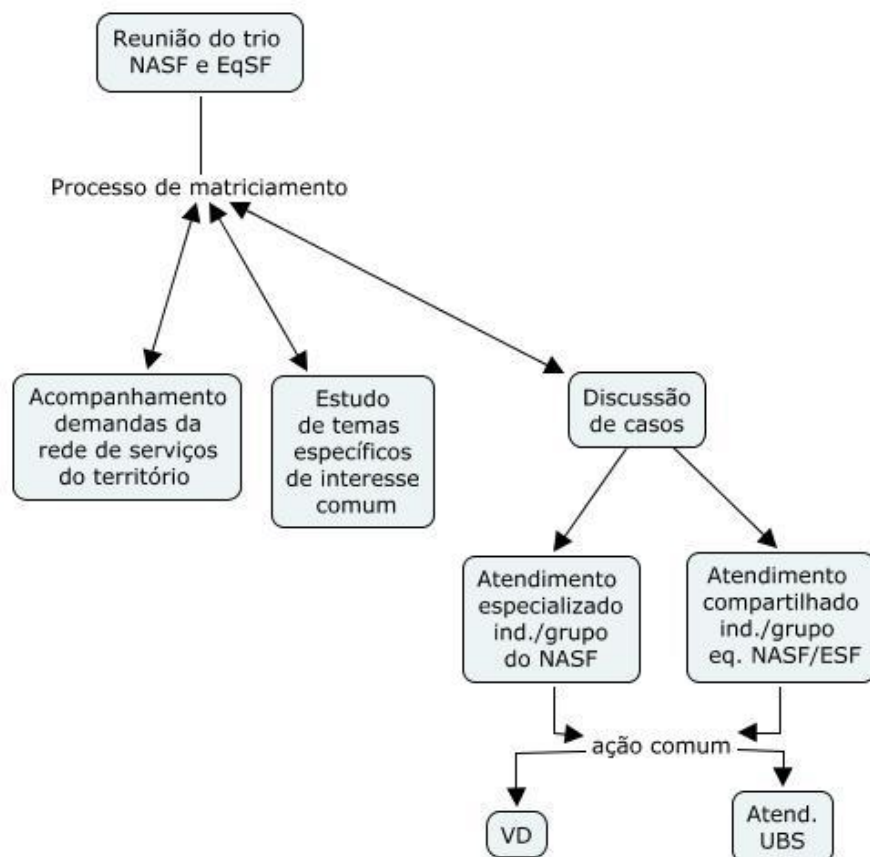 Reunião do trio
NASF e EqSF
Processo de matriciamento
Acompanhamento
demandas da
rede de serviços
do território
Estudo
de temas
específicos
de interesse
comum
Discussão
de casos
Atendimento
especializado
ind./grupo
do NASF
Atendimento
compartilhado
ind./grupo
eq. NASF/ESF
ação comum
VD
Atend.
UBS